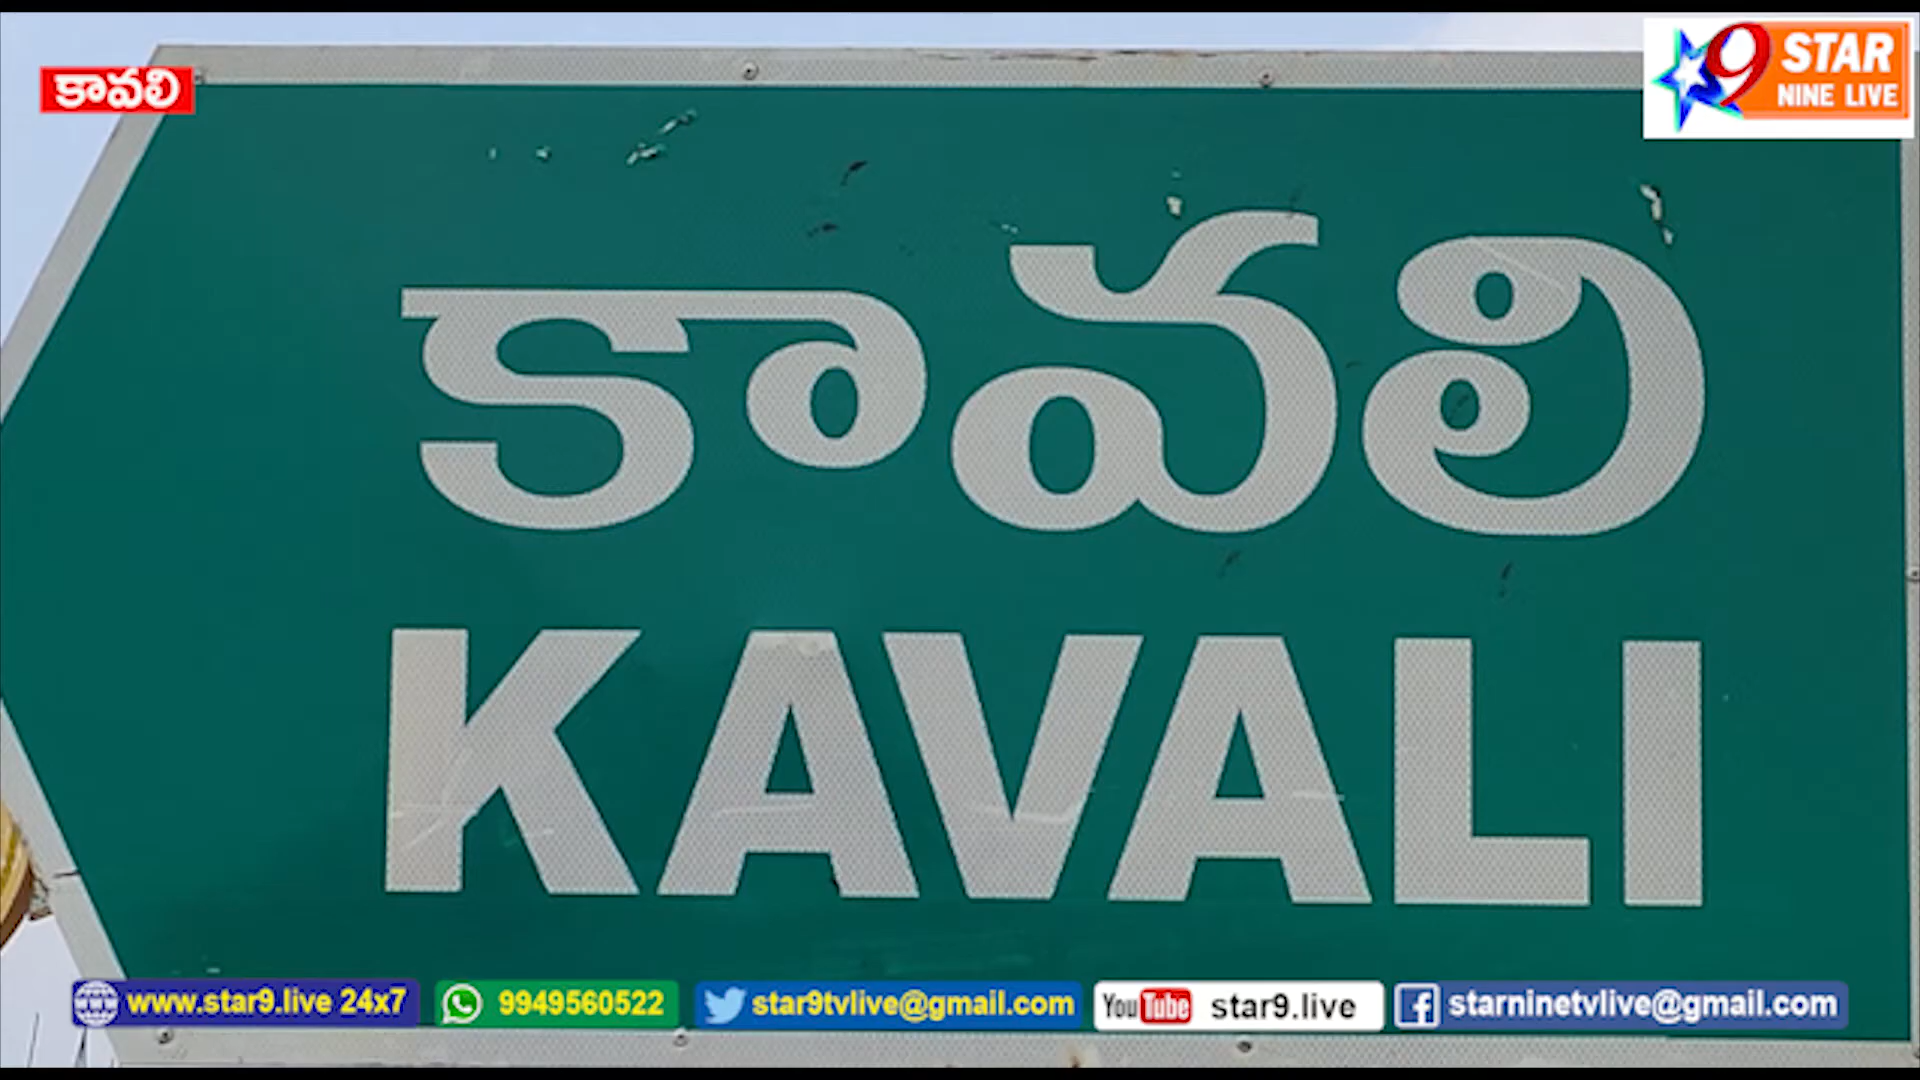 కావలి
9 STAR
NINE LIVE
కావలి
KAVALI
www.star9.live 24x7
9949560522
star9tvlive@gmail.com
YouTube star9.live
starninetvlive@gmail.com